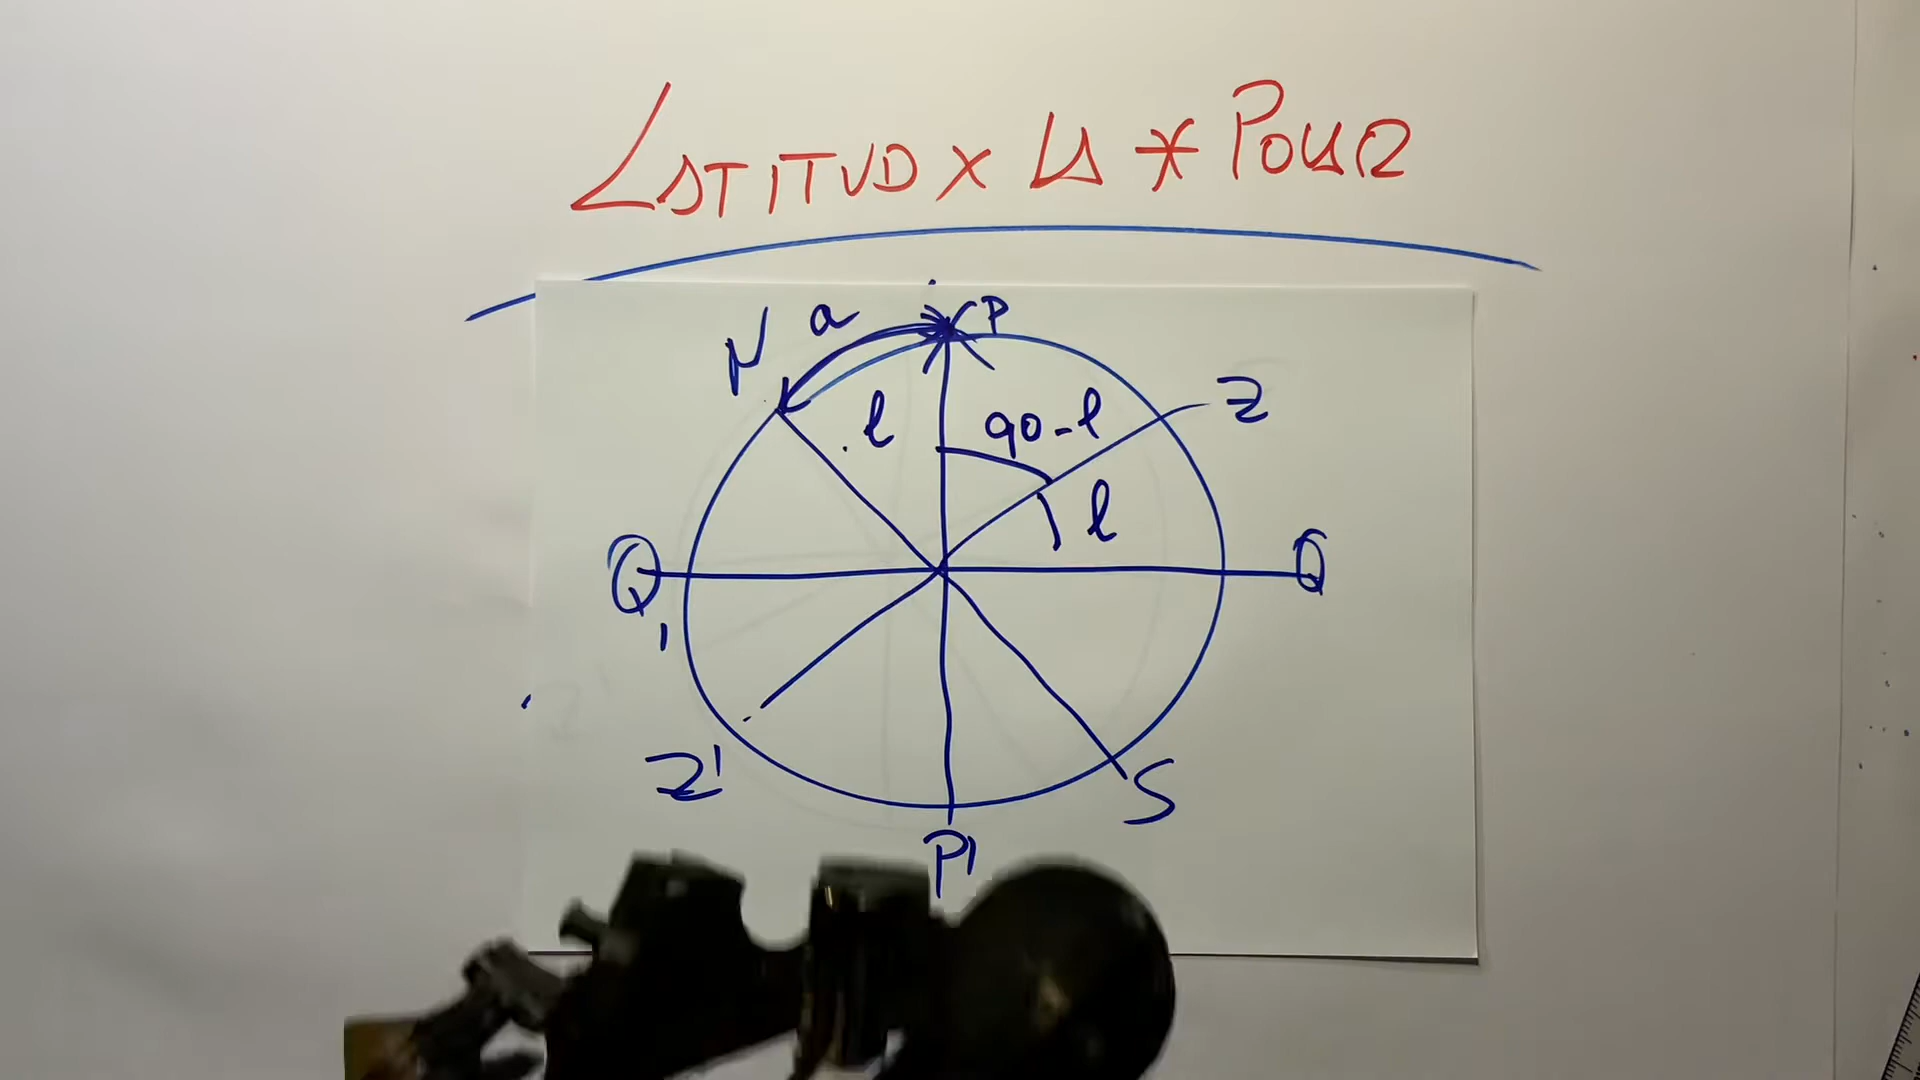 LATITUD X LA * POLAR
N a P
l 90-l Z
l
Q' Q
Z' S
P'